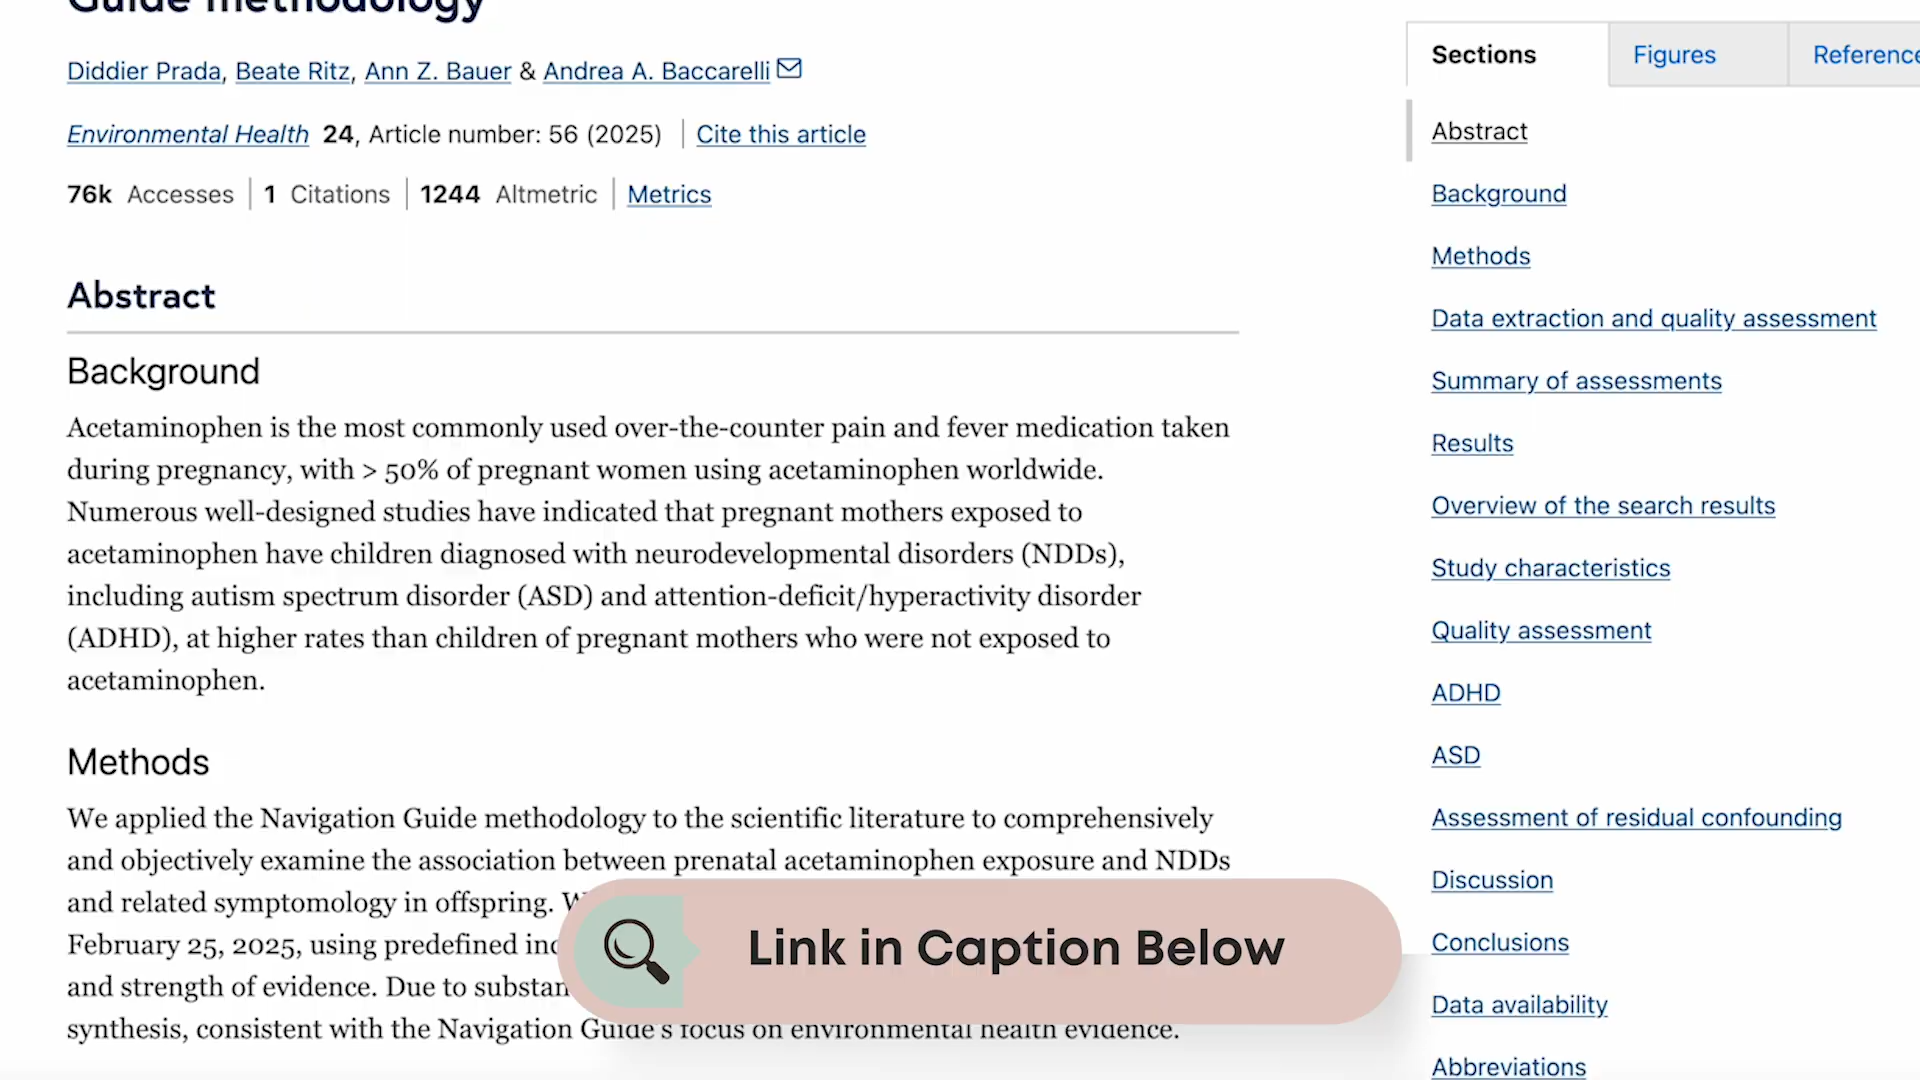 Guide methodology
Diddier Prada, Beate Ritz, Ann Z. Bauer & Andrea A. Baccarelli
Environmental Health 24, Article number: 56 (2025) | Cite this article
76k Accesses | 1 Citations | 1244 Altmetric | Metrics
Abstract
Background
Acetaminophen is the most commonly used over-the-counter pain and fever medication taken
during pregnancy, with > 50% of pregnant women using acetaminophen worldwide.
Numerous well-designed studies have indicated that pregnant mothers exposed to
acetaminophen have children diagnosed with neurodevelopmental disorders (NDDs),
including autism spectrum disorder (ASD) and attention-deficit/hyperactivity disorder
(ADHD), at higher rates than children of pregnant mothers who were not exposed to
acetaminophen.
Methods
We applied the Navigation Guide methodology to the scientific literature to comprehensively
and objectively examine the association between prenatal acetaminophen exposure and NDDs
and related symptomology in offspring.
February 25, 2025, using predefined
and strength of evidence. Due to
synthesis, consistent with the Navigation Guide's focus on environmental health evidence.
Link in Caption Below
Sections
Figures
Abstract
Background
Methods
Data extraction and quality assessment
Summary of assessments
Results
Overview of the search results
Study characteristics
Quality assessment
ADHD
ASD
Assessment of residual confounding
Discussion
Conclusions
Data availability
Abbreviations